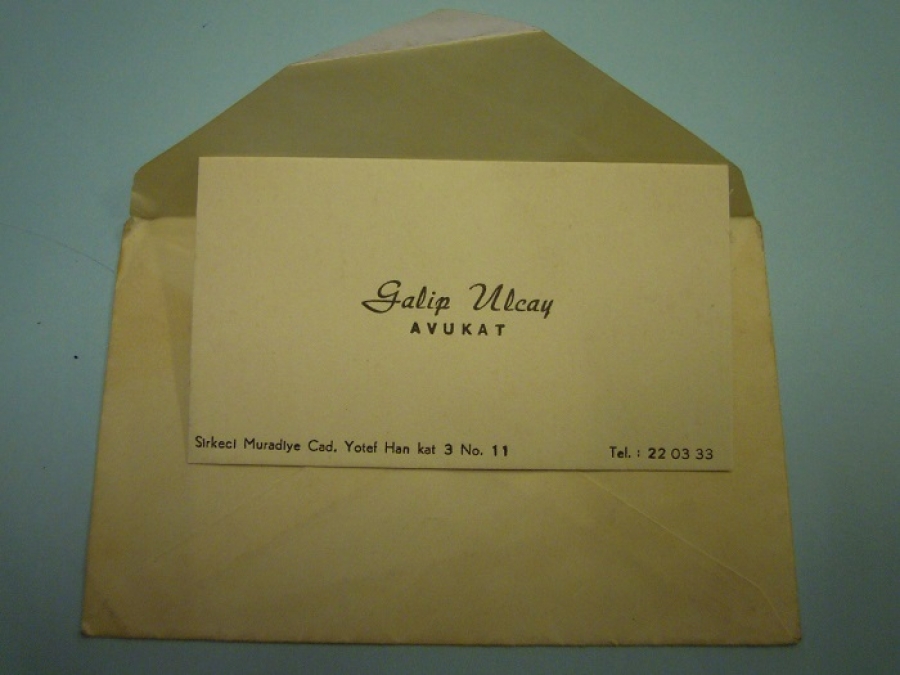 Galip Ulcay
AVUKAT
Sirkeci Muradiye Cad. Yotef Han kat 3 No. 11 Tel. : 22 03 33